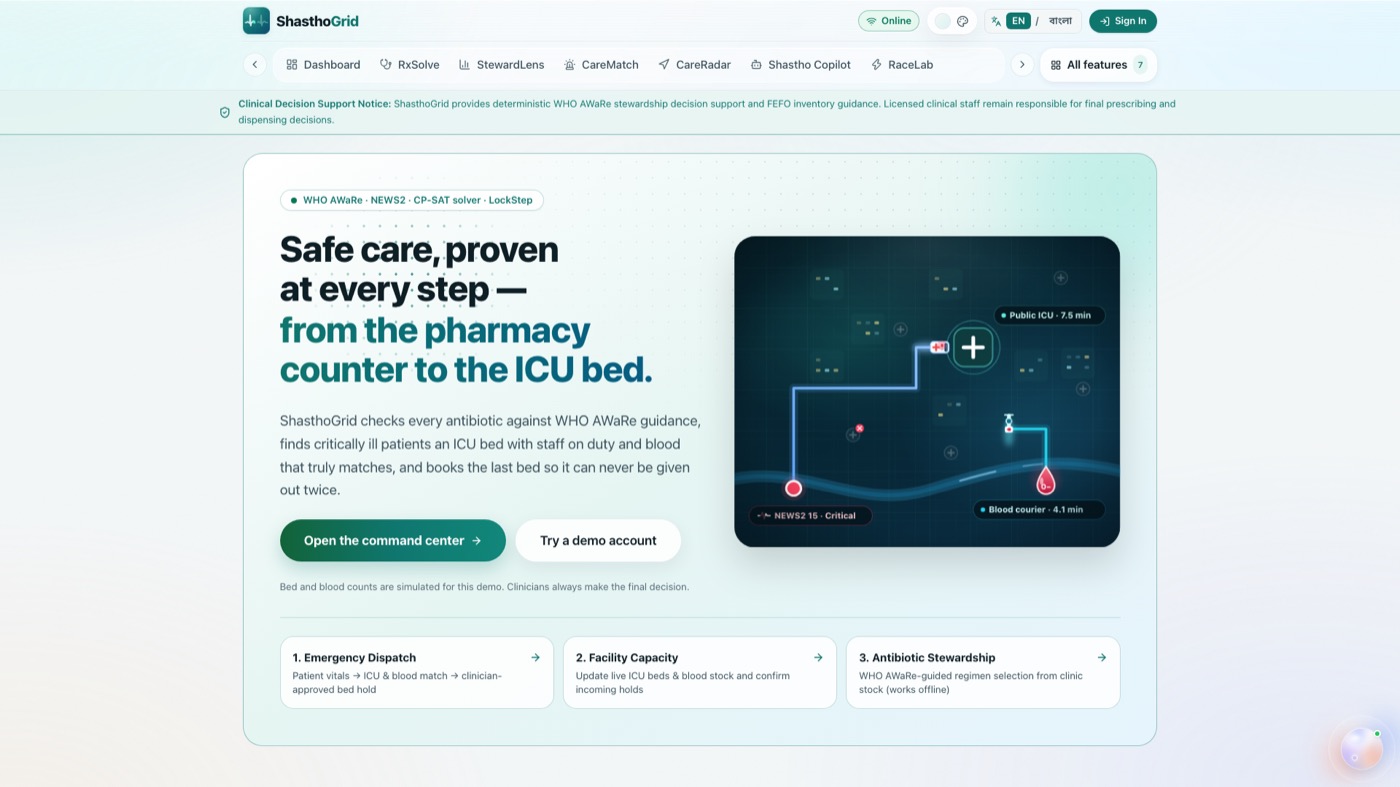 ShasthoGrid
Online
EN / বাংলা
Sign In
Dashboard
RxSolve
StewardLens
CareMatch
CareRadar
Shastho Copilot
RaceLab
All features 7
Clinical Decision Support Notice: ShasthoGrid provides deterministic WHO AWaRe stewardship decision support and FEFO inventory guidance. Licensed clinical staff remain responsible for final prescribing and
dispensing decisions.
WHO AWaRe · NEWS2 · CP-SAT solver · LockStep
Safe care, proven
at every step —
from the pharmacy
counter to the ICU bed.
ShasthoGrid checks every antibiotic against WHO AWaRe guidance,
finds critically ill patients an ICU bed with staff on duty and blood
that truly matches, and books the last bed so it can never be given
out twice.
Open the command center →
Try a demo account
Bed and blood counts are simulated for this demo. Clinicians always make the final decision.
Public ICU · 7.5 min
B-
NEWS2 15 · Critical
Blood courier · 4.1 min
1. Emergency Dispatch →
Patient vitals → ICU & blood match → clinician-
approved bed hold
2. Facility Capacity →
Update live ICU beds & blood stock and confirm
incoming holds
3. Antibiotic Stewardship →
WHO AWaRe-guided regimen selection from clinic
stock (works offline)